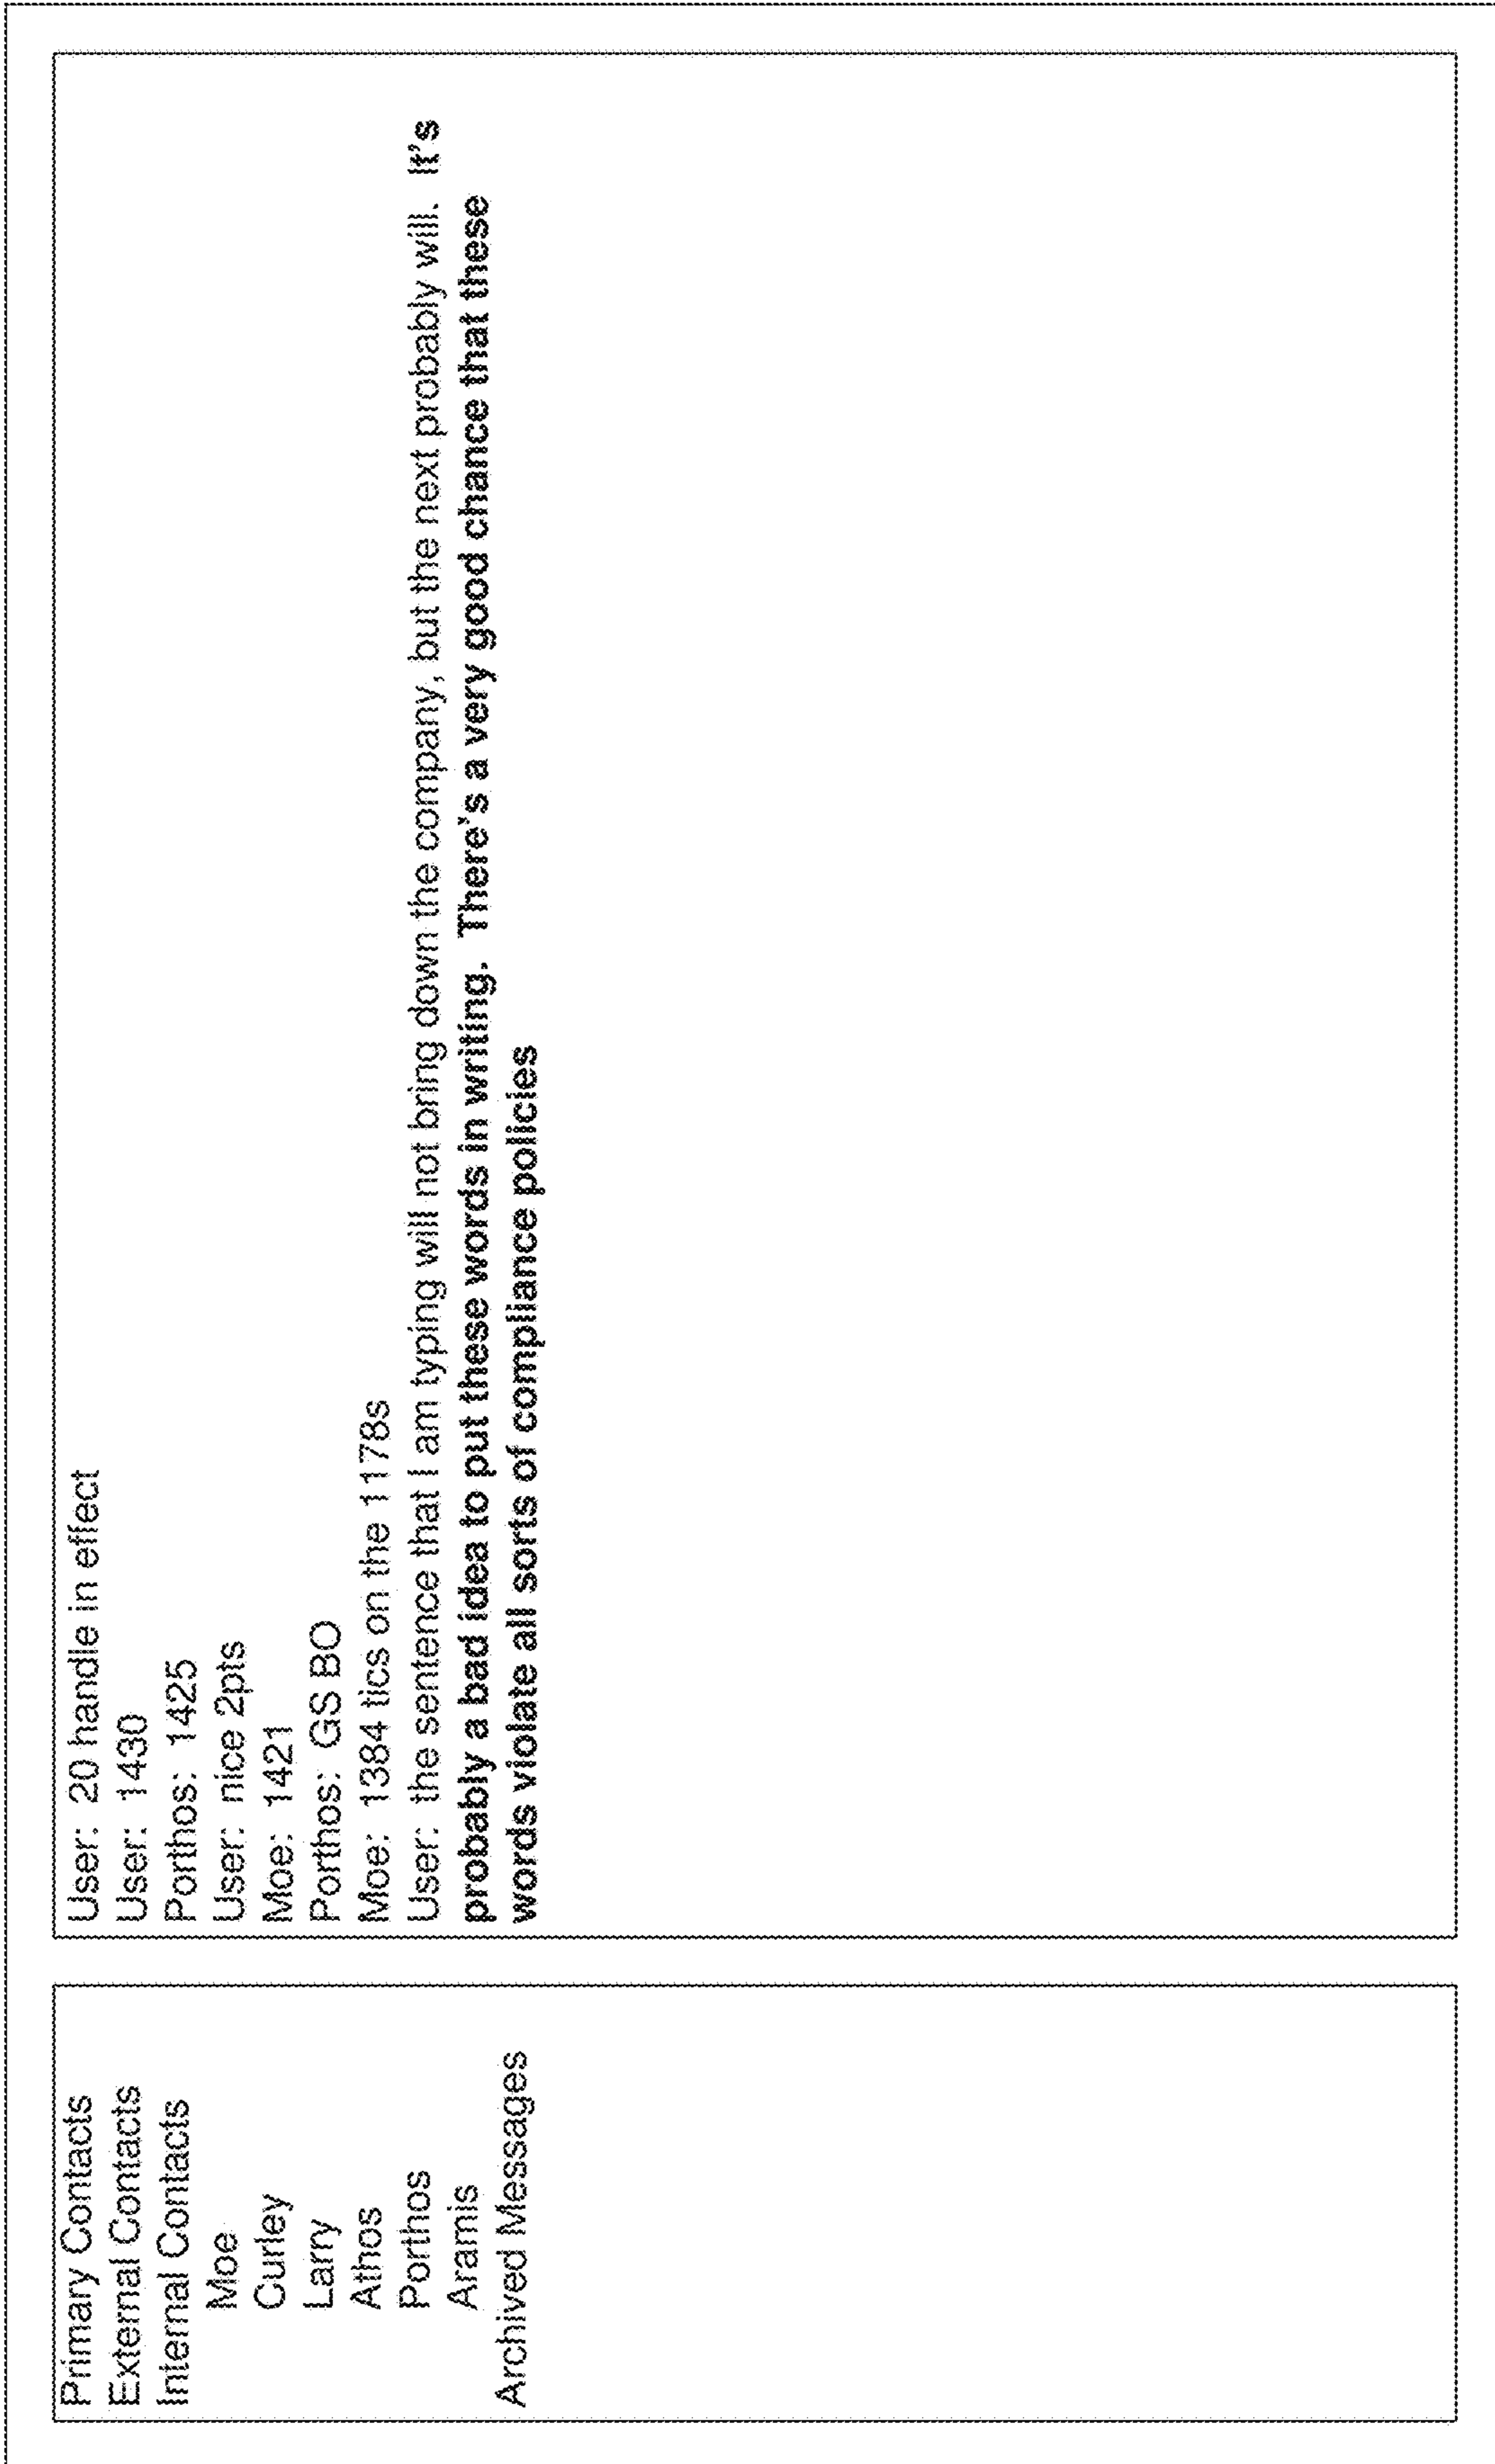 Primary Contacts
External Contacts
Internal Contacts
Moe
Curley
Larry
Athos
Porthos
Aramis
Archived Messages
User: 20 handle in effect
User: 1430
Porthos: 1425
User: nice 2pts
Moe: 1421
Porthos: GS BO
Moe: 1384 tics on the 1178s
User: the sentence that I am typing will not bring down the company, but the next probably will. It's
probably a bad idea to put these words in writing. There's a very good chance that these
words violate all sorts of compliance policies